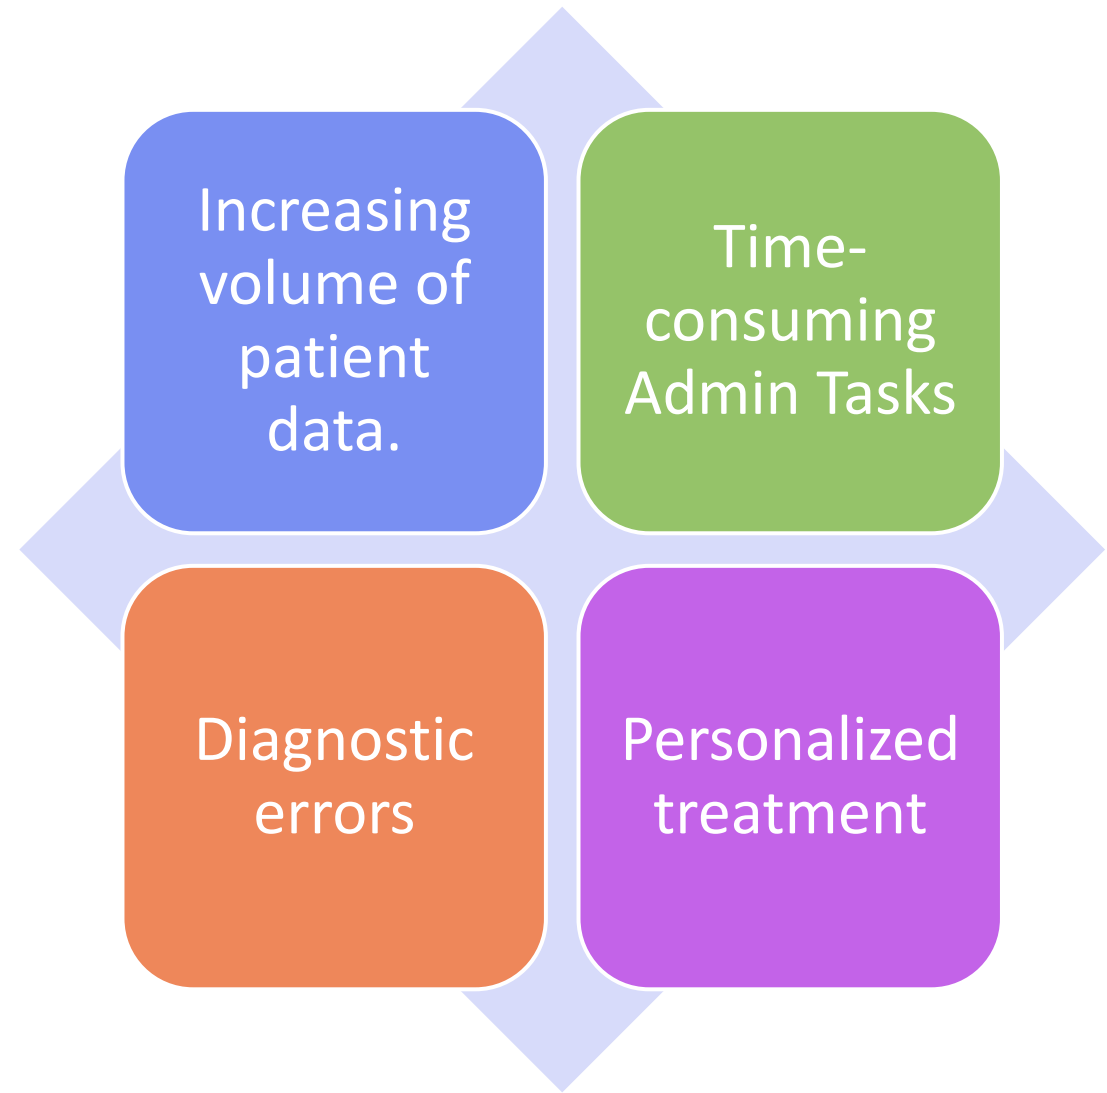 Increasing
volume of
patient
data.
Time-
consuming
Admin Tasks
Diagnostic
errors
Personalized
treatment